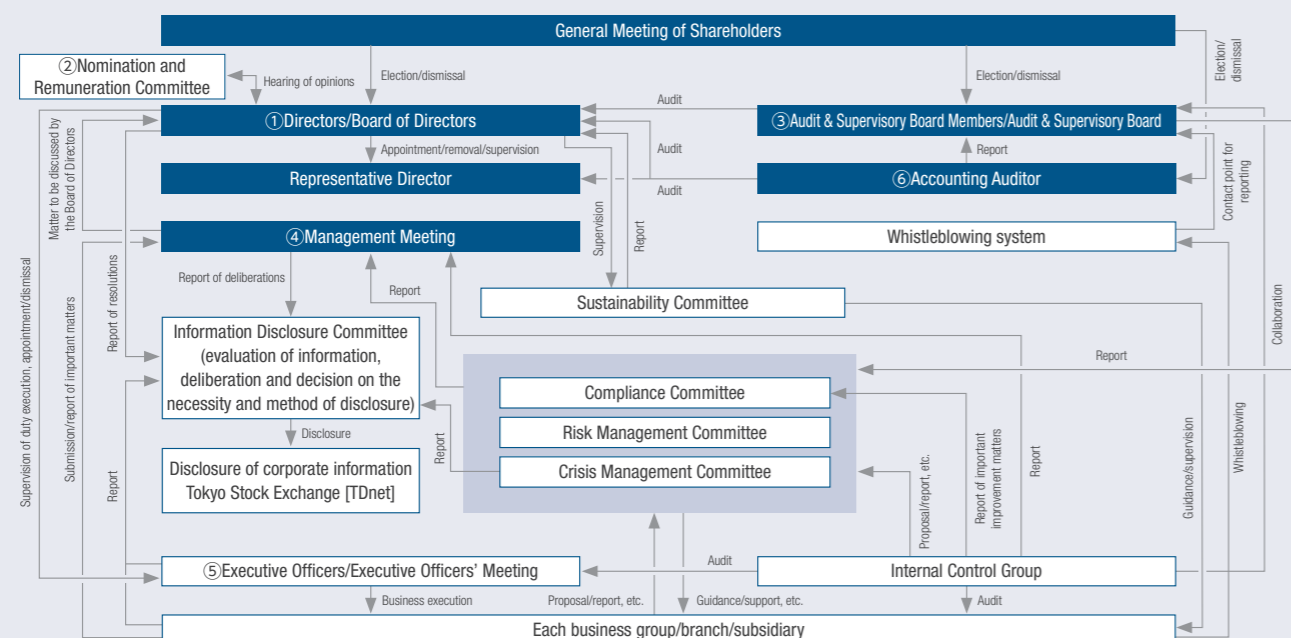 General Meeting of Shareholders
②Nomination and
Remuneration Committee
Hearing of opinions
Election/dismissal
Election/dismissal
Election/
dismissal
①Directors/Board of Directors
Audit
③Audit & Supervisory Board Members/Audit & Supervisory Board
Matter to be discussed by
the Board of Directors
Appointment/removal/supervision
Audit
Report
Representative Director
Audit
⑥Accounting Auditor
Contact point for
reporting
④Management Meeting
Supervision
Report
Whistleblowing system
Report of deliberations
Report
Sustainability Committee
Supervision of duty execution, appointment/dismissal
Submission/report of important matters
Report of resolutions
Information Disclosure Committee
(evaluation of information,
deliberation and decision on the
necessity and method of disclosure)
Collaboration
Report
Compliance Committee
Risk Management Committee
Crisis Management Committee
Disclosure
Report
Disclosure of corporate information
Tokyo Stock Exchange [TDnet]
Report
Proposal/report, etc.
Report of important
improvement matters
Report
Guidance/supervision
Whistleblowing
⑤Executive Officers/Executive Officers’ Meeting
Audit
Internal Control Group
Business execution
Proposal/report, etc.
Guidance/support, etc.
Audit
Each business group/branch/subsidiary